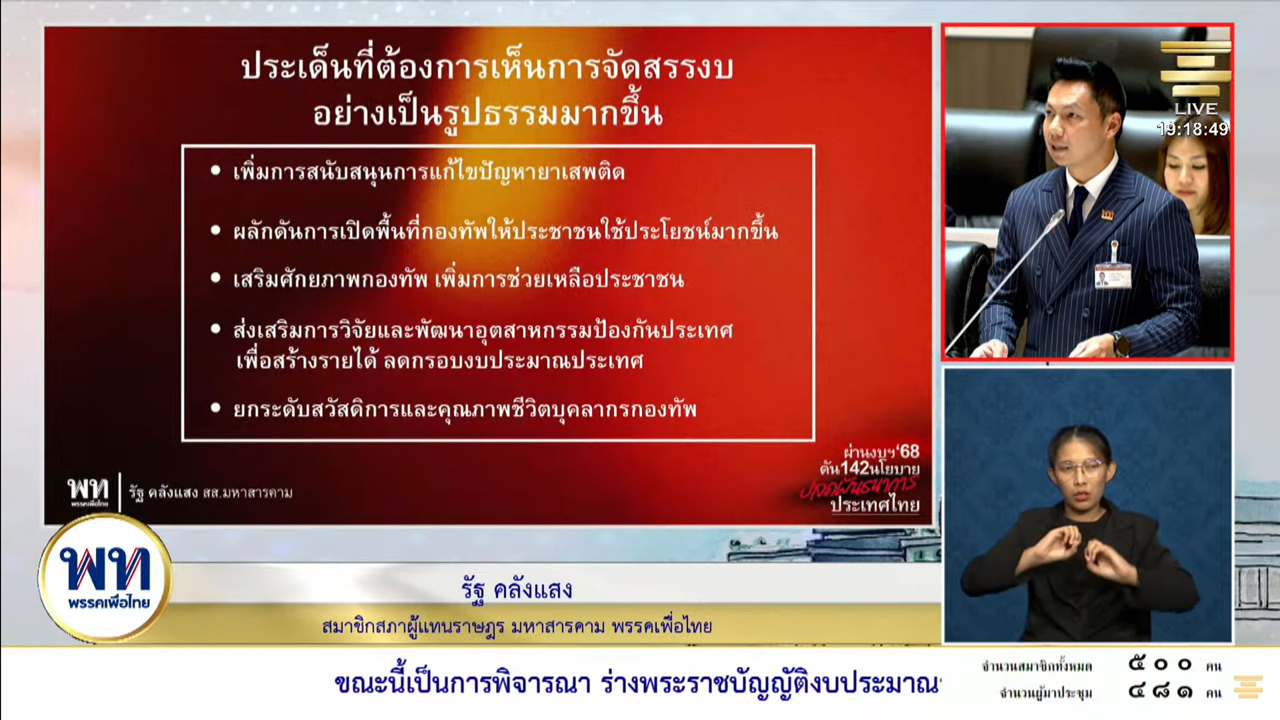 ประเด็นที่ต้องการเห็นการจัดสรรงบ
อย่างเป็นรูปธรรมมากขึ้น
• เพิ่มการสนับสนุนการแก้ไขปัญหายาเสพติด
• ผลักดันการเปิดพื้นที่กองทัพให้ประชาชนใช้ประโยชน์มากขึ้น
• เสริมศักยภาพกองทัพ เพิ่มการช่วยเหลือประชาชน
• ส่งเสริมการวิจัยและพัฒนาอุตสาหกรรมป้องกันประเทศ
เพื่อสร้างรายได้ ลดกรอบงบประมาณประเทศ
• ยกระดับสวัสดิการและคุณภาพชีวิตบุคลากรกองทัพ
พท
พรรคเพื่อไทย
รัฐ คลังแสง สส.มหาสารคาม
ผ่านงบฯ‘68
ดัน142นโยบาย
ปลดพันธนาการ
ประเทศไทย
LIVE
19:18:49
พท
พรรคเพื่อไทย
รัฐ คลังแสง
สมาชิกสภาผู้แทนราษฎร มหาสารคาม พรรคเพื่อไทย
ขณะนี้เป็นการพิจารณา ร่างพระราชบัญญัติงบประมาณ
จำนวนสมาชิกทั้งหมด ๕๐๐ คน
จำนวนผู้มาประชุม ๔๘๑ คน